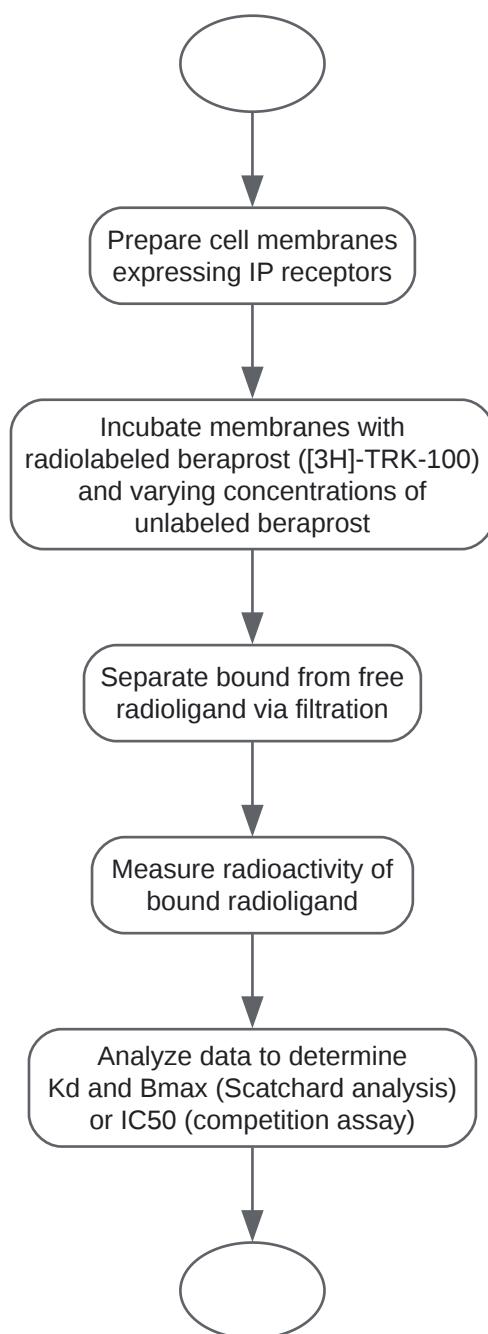 Prepare cell membranes
expressing IP receptors
Incubate membranes with
radiolabeled beraprost ([3H]-TRK-100)
and varying concentrations of
unlabeled beraprost
Separate bound from free
radioligand via filtration
Measure radioactivity of
bound radioligand
Analyze data to determine
Kd and Bmax (Scatchard analysis)
or IC50 (competition assay)